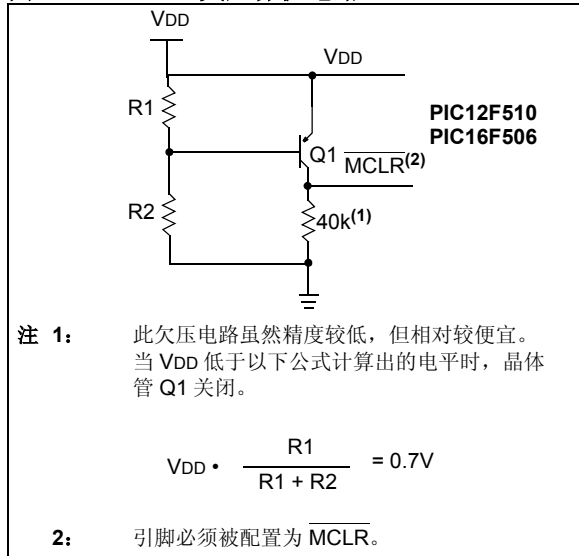 VDD
VDD
R1
PIC12F510
PIC16F506
Q1
MCLR(2)
R2
40k(1)
注 1： 此欠压电路虽然精度较低，但相对较便宜。
当 VDD 低于以下公式计算出的电平时，晶体
管 Q1 关闭。
VDD • R1 / R1 + R2 = 0.7V
2： 引脚必须被配置为 MCLR。